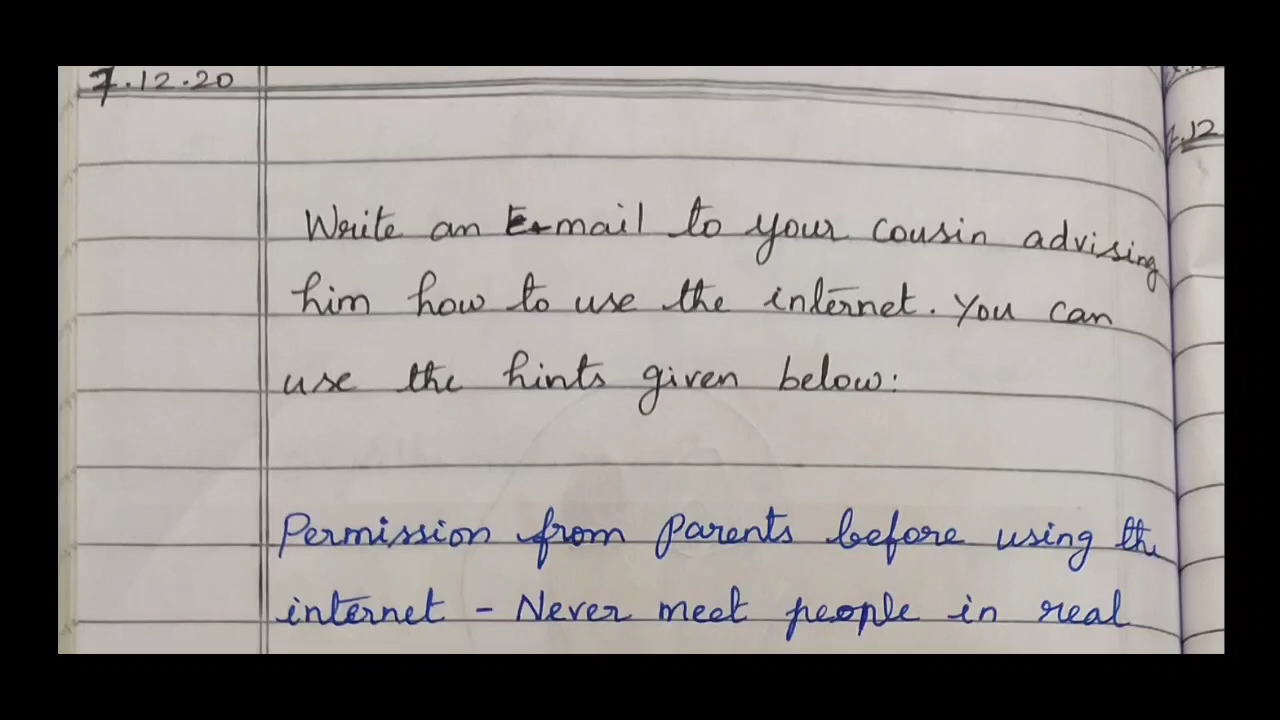 7.12.20
.12
Write an E-mail to your cousin advising
him how to use the internet. You can
use the hints given below:
Permission from parents before using the
internet - Never meet people in real